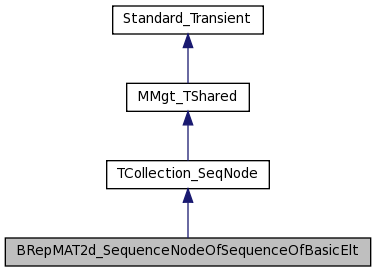 Standard_Transient
MMgt_TShared
TCollection_SeqNode
BRepMAT2d_SequenceNodeOfSequenceOfBasicElt